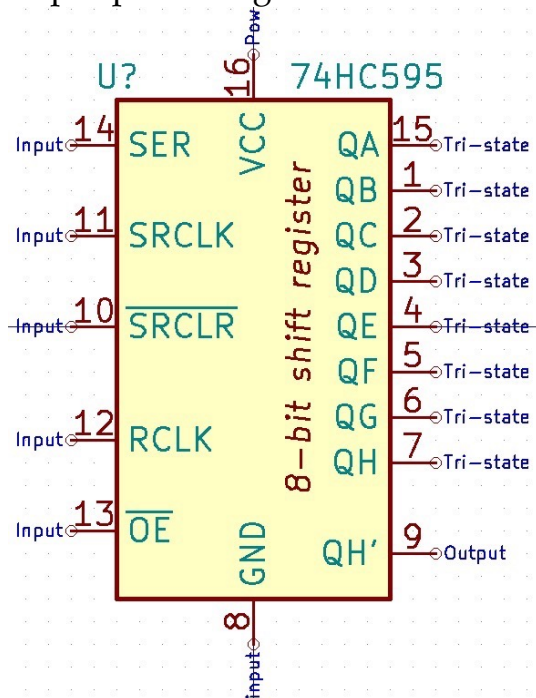 Pow
U? 16 74HC595
VCC
Input 14 SER QA 15 Tri-state
QB 1 Tri-state
Input 11 SRCLK QC 2 Tri-state
QD 3 Tri-state
Input 10 SRCLR QE 4 Tri-state
QF 5 Tri-state
Input 12 RCLK QG 6 Tri-state
QH 7 Tri-state
8-bit shift register
Input 13 OE QH' 9 Output
GND
8
input